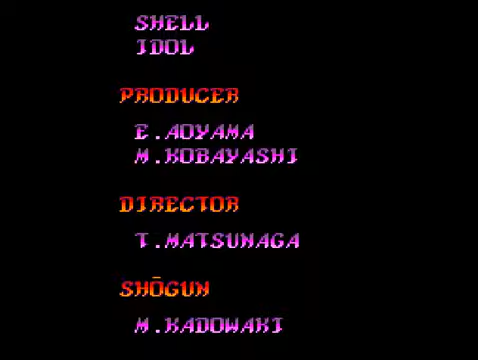 SHELL
IDOL
PRODUCER
E.AOYAMA
M.KOBAYASHI
DIRECTOR
T.MATSUNAGA
SHŌGUN
M.KADOWAKI